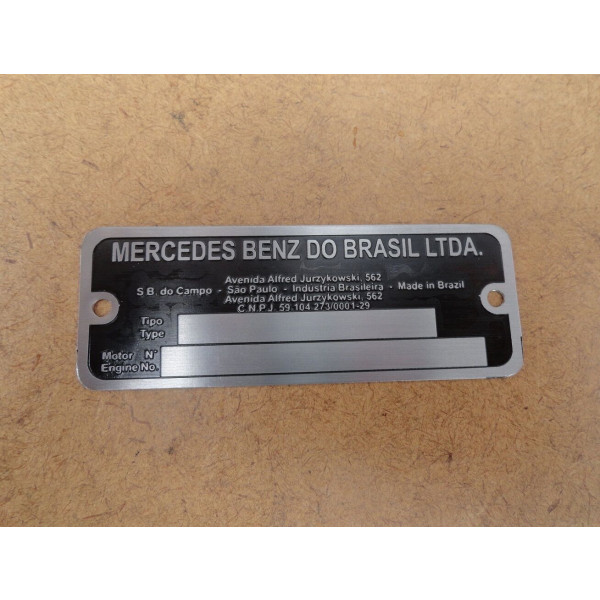 MERCEDES BENZ DO BRASIL LTDA.
Avenida Alfred Jurzykowski, 562
S B. do Campo - São Paulo - Industria Brasileira - Made in Brazil
Avenida Alfred Jurzykowski, 562
C.N.P.J. 59.104.273/0001-29
Tipo
Type
Motor N°
Engine No.